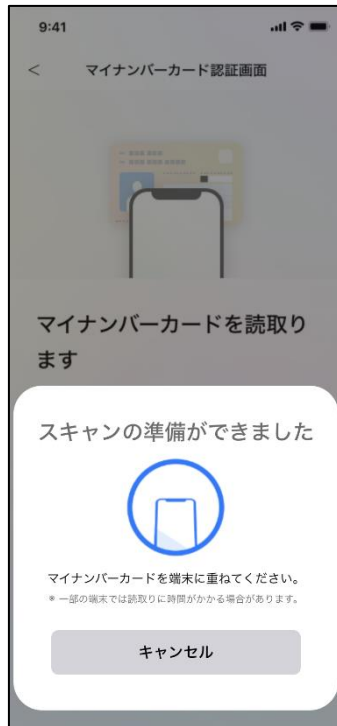 9:41
< マイナンバーカード認証画面
マイナンバーカードを読取り
ます
スキャンの準備ができました
マイナンバーカードを端末に重ねてください。
* 一部の端末では読取りに時間がかかる場合があります。
キャンセル